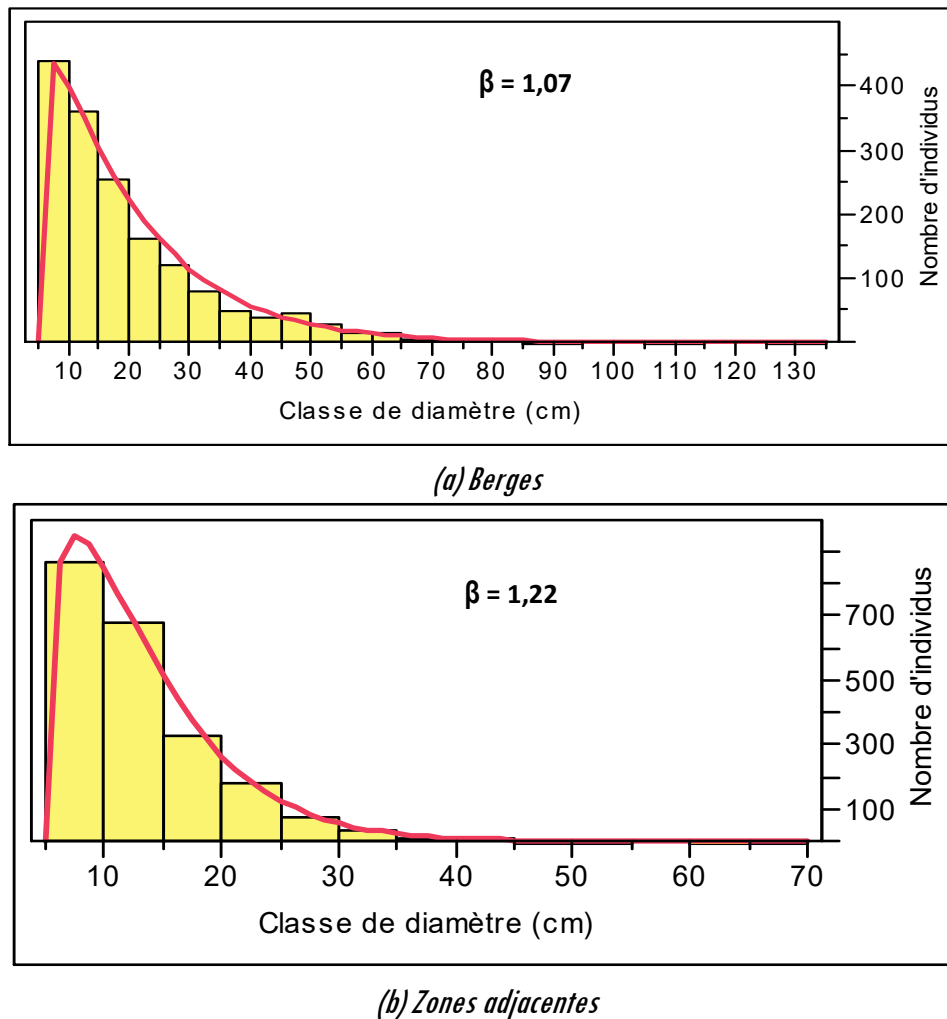 β = 1,07
400
300
200
100
Nombre d'individus
10 20 30 40 50 60 70 80 90 100 110 120 130
Classe de diamètre (cm)
(a) Berges
β = 1,22
700
500
300
100
Nombre d'individus
10 20 30 40 50 60 70
Classe de diamètre (cm)
(b) Zones adjacentes